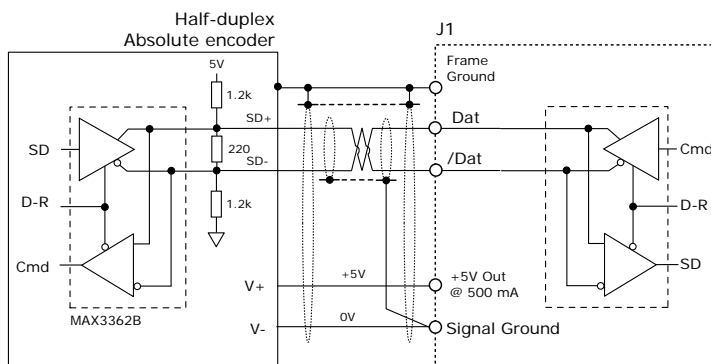 Half-duplex
Absolute encoder
J1
5V
Frame
Ground
1.2k
SD+
Dat
SD
220
Cmd
SD-
/Dat
D-R
1.2k
D-R
Cmd
SD
V+
+5V
+5V Out
@ 500 mA
MAX3362B
V-
0V
Signal Ground